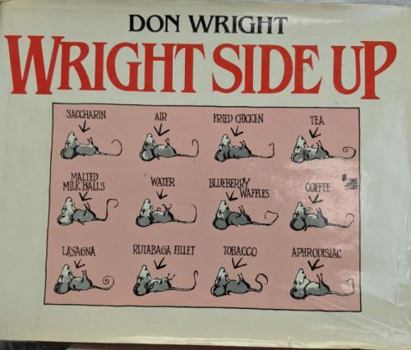 DON WRIGHT
WRIGHT SIDE UP
SACCHARIN AIR FRIED CHICKEN TEA
MALTED MILK BALLS WATER BLUEBERRY WAFFLES COFFEE
LASAGNA RUTABAGA FILLET TOBACCO APHRODISIAC